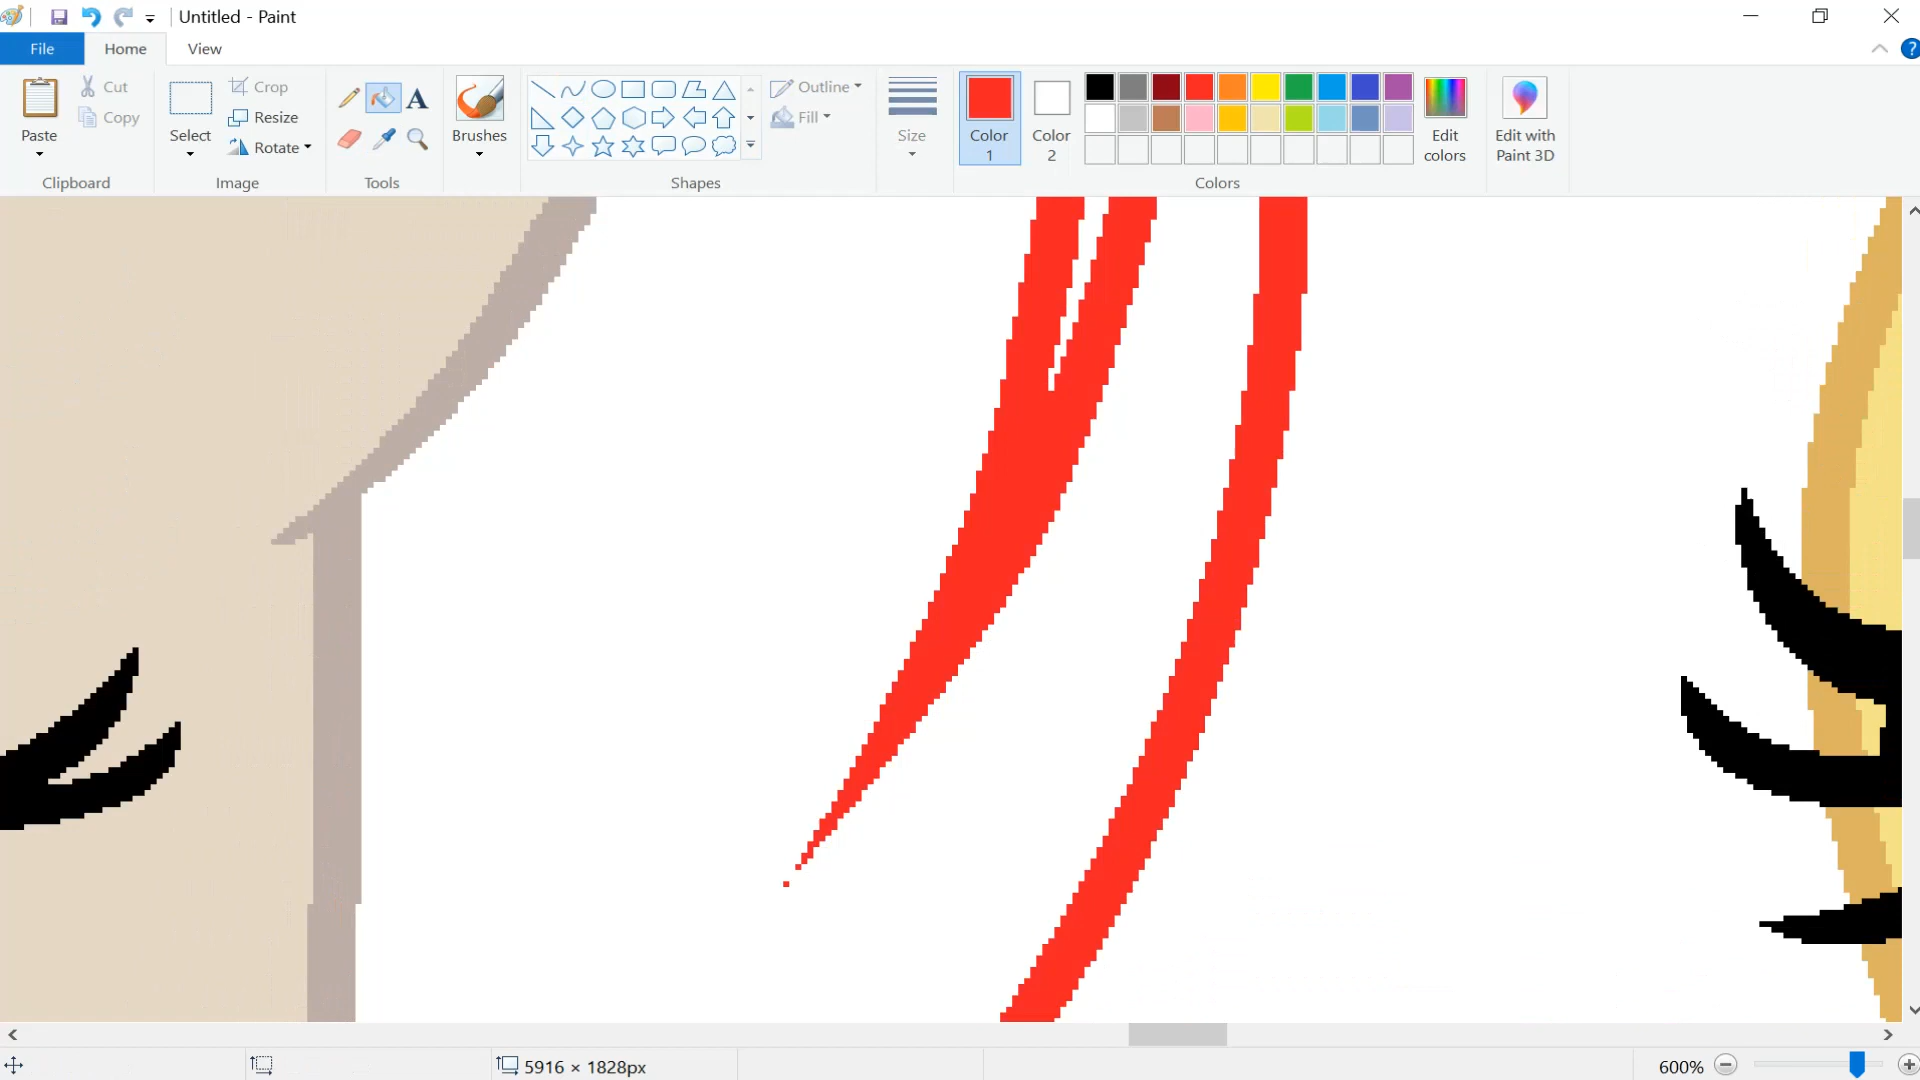 Untitled - Paint
File
Home
View
Paste
Cut
Copy
Clipboard
Select
Crop
Resize
Rotate
Image
A
Tools
Brushes
Shapes
Outline
Fill
Size
Color
1
Color
2
Colors
Edit
colors
Edit with
Paint 3D
?
5916 × 1828px
600%